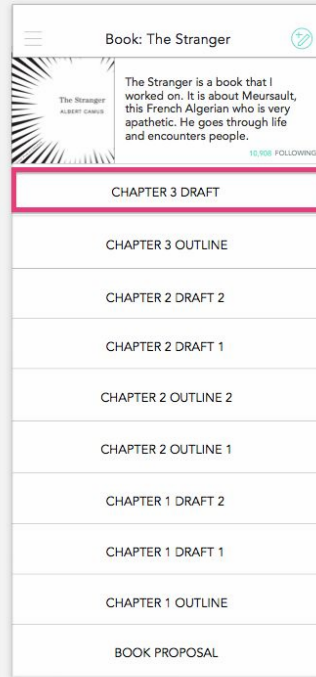 Book: The Stranger
The Stranger
ALBERT CAMUS
The Stranger is a book that I
worked on. It is about Meursault,
this French Algerian who is very
apathetic. He goes through life
and encounters people.
10,908 FOLLOWING
CHAPTER 3 DRAFT
CHAPTER 3 OUTLINE
CHAPTER 2 DRAFT 2
CHAPTER 2 DRAFT 1
CHAPTER 2 OUTLINE 2
CHAPTER 2 OUTLINE 1
CHAPTER 1 DRAFT 2
CHAPTER 1 DRAFT 1
CHAPTER 1 OUTLINE
BOOK PROPOSAL